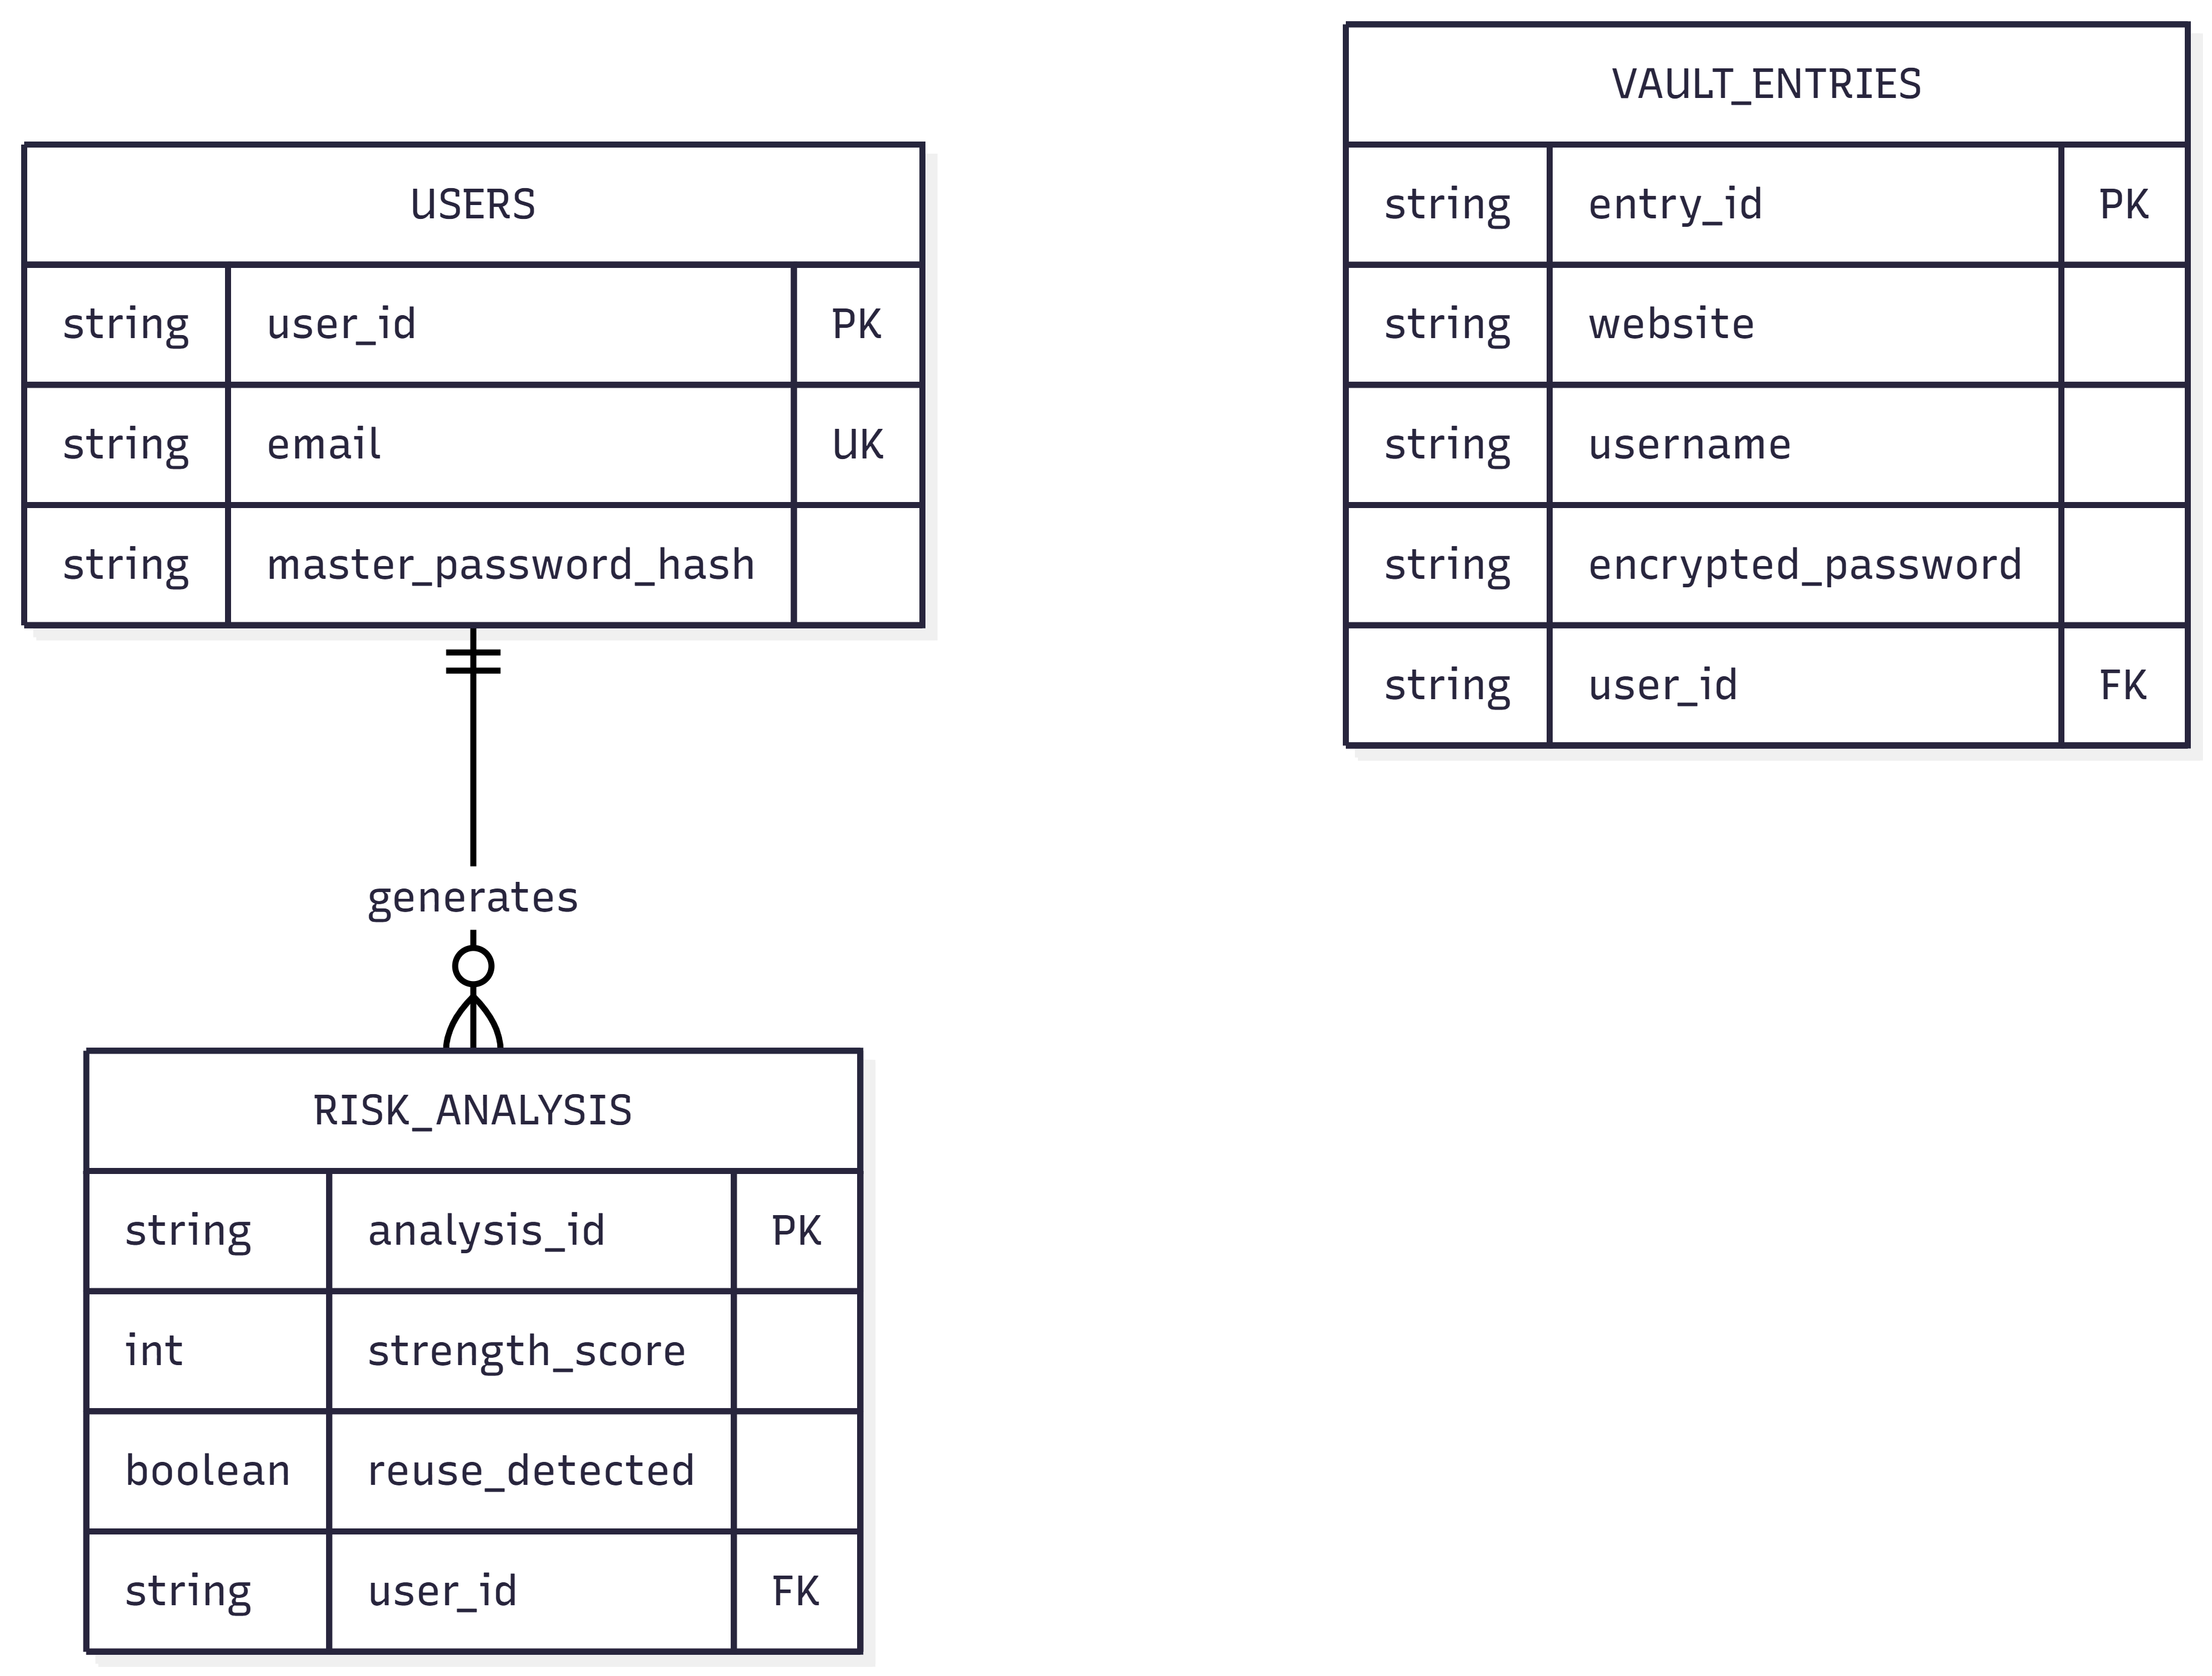 USERS
string user_id PK
string email UK
string master_password_hash
generates
RISK_ANALYSIS
string analysis_id PK
int strength_score
boolean reuse_detected
string user_id FK
VAULT_ENTRIES
string entry_id PK
string website
string username
string encrypted_password
string user_id FK